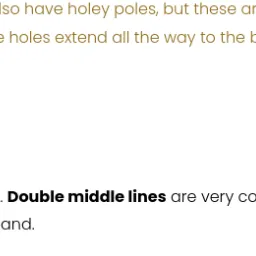 lso have holey poles, but these ar
e holes extend all the way to the b
. Double middle lines are very co
and.